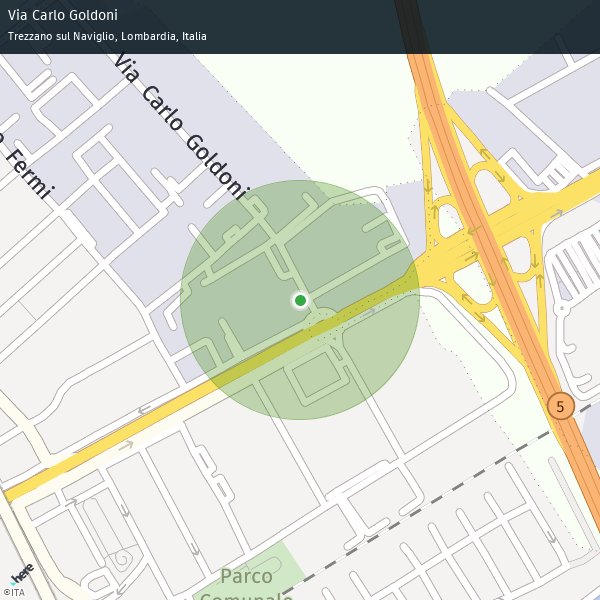 Via Carlo Goldoni
Trezzano sul Naviglio, Lombardia, Italia
Via Carlo Goldoni
o Fermi
5
Parco
Comunale
here
©ITA